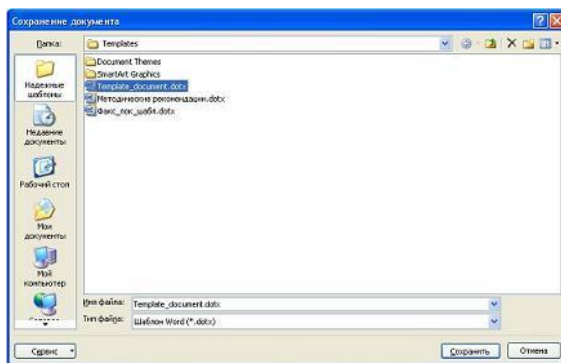 Сохранение документа
Папка:
Templates
Надежные
шаблоны
Недавние
документы
Рабочий стол
Мои
документы
Мой
компьютер
Document Themes
SmartArt Graphics
Template_document.dotx
Методические рекомендации.dotx
Факс_лок_шабл.dotx
Имя файла:
Template_document.dotx
Тип файла:
Шаблон Word (*.dotx)
Сервис
Сохранить
Отмена